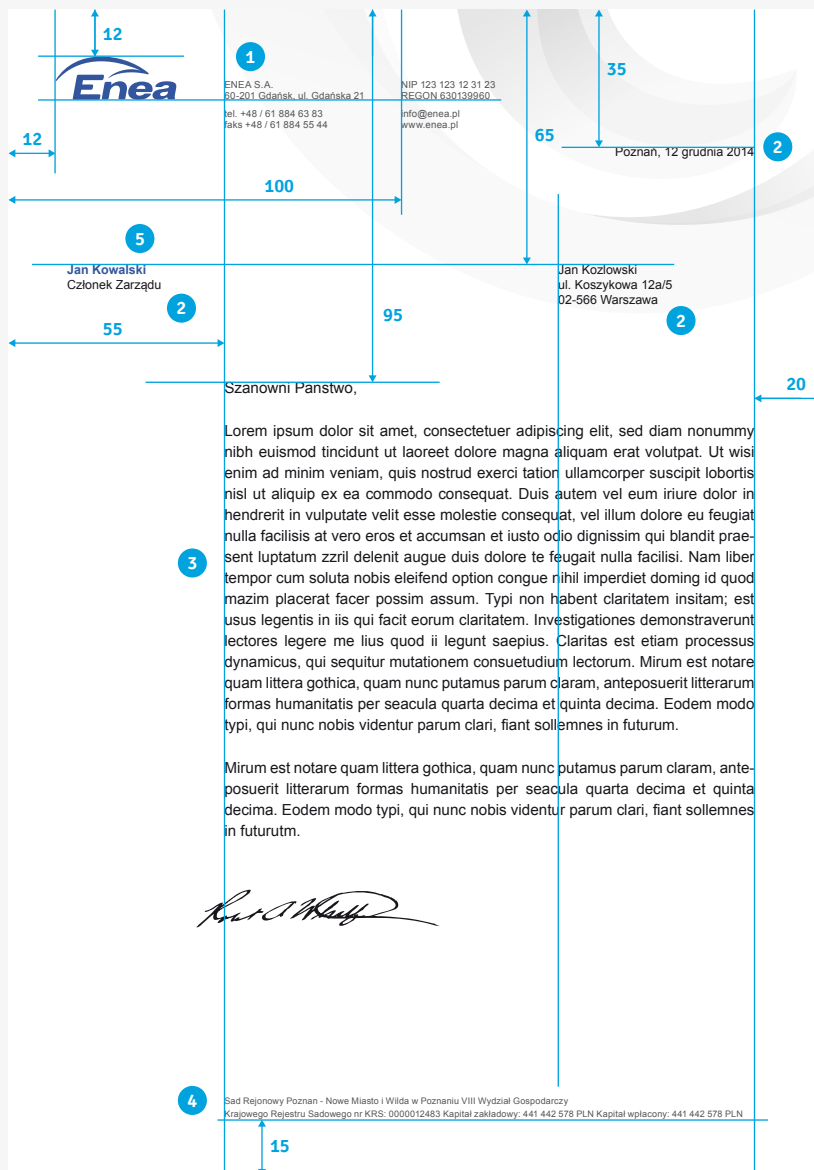 12
1
35
Enea
ENEA S.A.
60-201 Gdańsk, ul. Gdańska 21
tel. +48 / 61 884 63 83
faks +48 / 61 884 55 44
NIP 123 123 12 31 23
REGON 630139960
info@enea.pl
www.enea.pl
12
65
Poznań, 12 grudnia 2014
2
100
5
Jan Kowalski
Członek Zarządu
2
Jan Kozlowski
ul. Koszykowa 12a/5
02-566 Warszawa
2
55
95
20
Szanowni Panstwo,
Lorem ipsum dolor sit amet, consectetuer adipiscing elit, sed diam nonummy
nibh euismod tincidunt ut laoreet dolore magna aliquam erat volutpat. Ut wisi
enim ad minim veniam, quis nostrud exerci tation ullamcorper suscipit lobortis
nisl ut aliquip ex ea commodo consequat. Duis autem vel eum iriure dolor in
hendrerit in vulputate velit esse molestie consequat, vel illum dolore eu feugiat
nulla facilisis at vero eros et accumsan et iusto odio dignissim qui blandit prae-
sent luptatum zzril delenit augue duis dolore te feugait nulla facilisi. Nam liber
3
tempor cum soluta nobis eleifend option congue nihil imperdiet doming id quod
mazim placerat facer possim assum. Typi non habent claritatem insitam; est
usus legentis in iis qui facit eorum claritatem. Investigationes demonstraverunt
lectores legere me lius quod ii legunt saepius. Claritas est etiam processus
dynamicus, qui sequitur mutationem consuetudium lectorum. Mirum est notare
quam littera gothica, quam nunc putamus parum claram, anteposuerit litterarum
formas humanitatis per seacula quarta decima et quinta decima. Eodem modo
typi, qui nunc nobis videntur parum clari, fiant sollemnes in futurum.
Mirum est notare quam littera gothica, quam nunc putamus parum claram, ante-
posuerit litterarum formas humanitatis per seacula quarta decima et quinta
decima. Eodem modo typi, qui nunc nobis videntur parum clari, fiant sollemnes
in futurutm.
4
Sad Rejonowy Poznan - Nowe Miasto i Wilda w Poznaniu VIII Wydział Gospodarczy
Krajowego Rejestru Sadowego nr KRS: 0000012483 Kapitał zakładowy: 441 442 578 PLN Kapitał wpłacony: 441 442 578 PLN
15